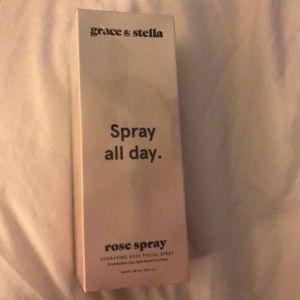 grace & stella
Spray
all day.
rose spray
HYDRATING ROSE FACIAL SPRAY